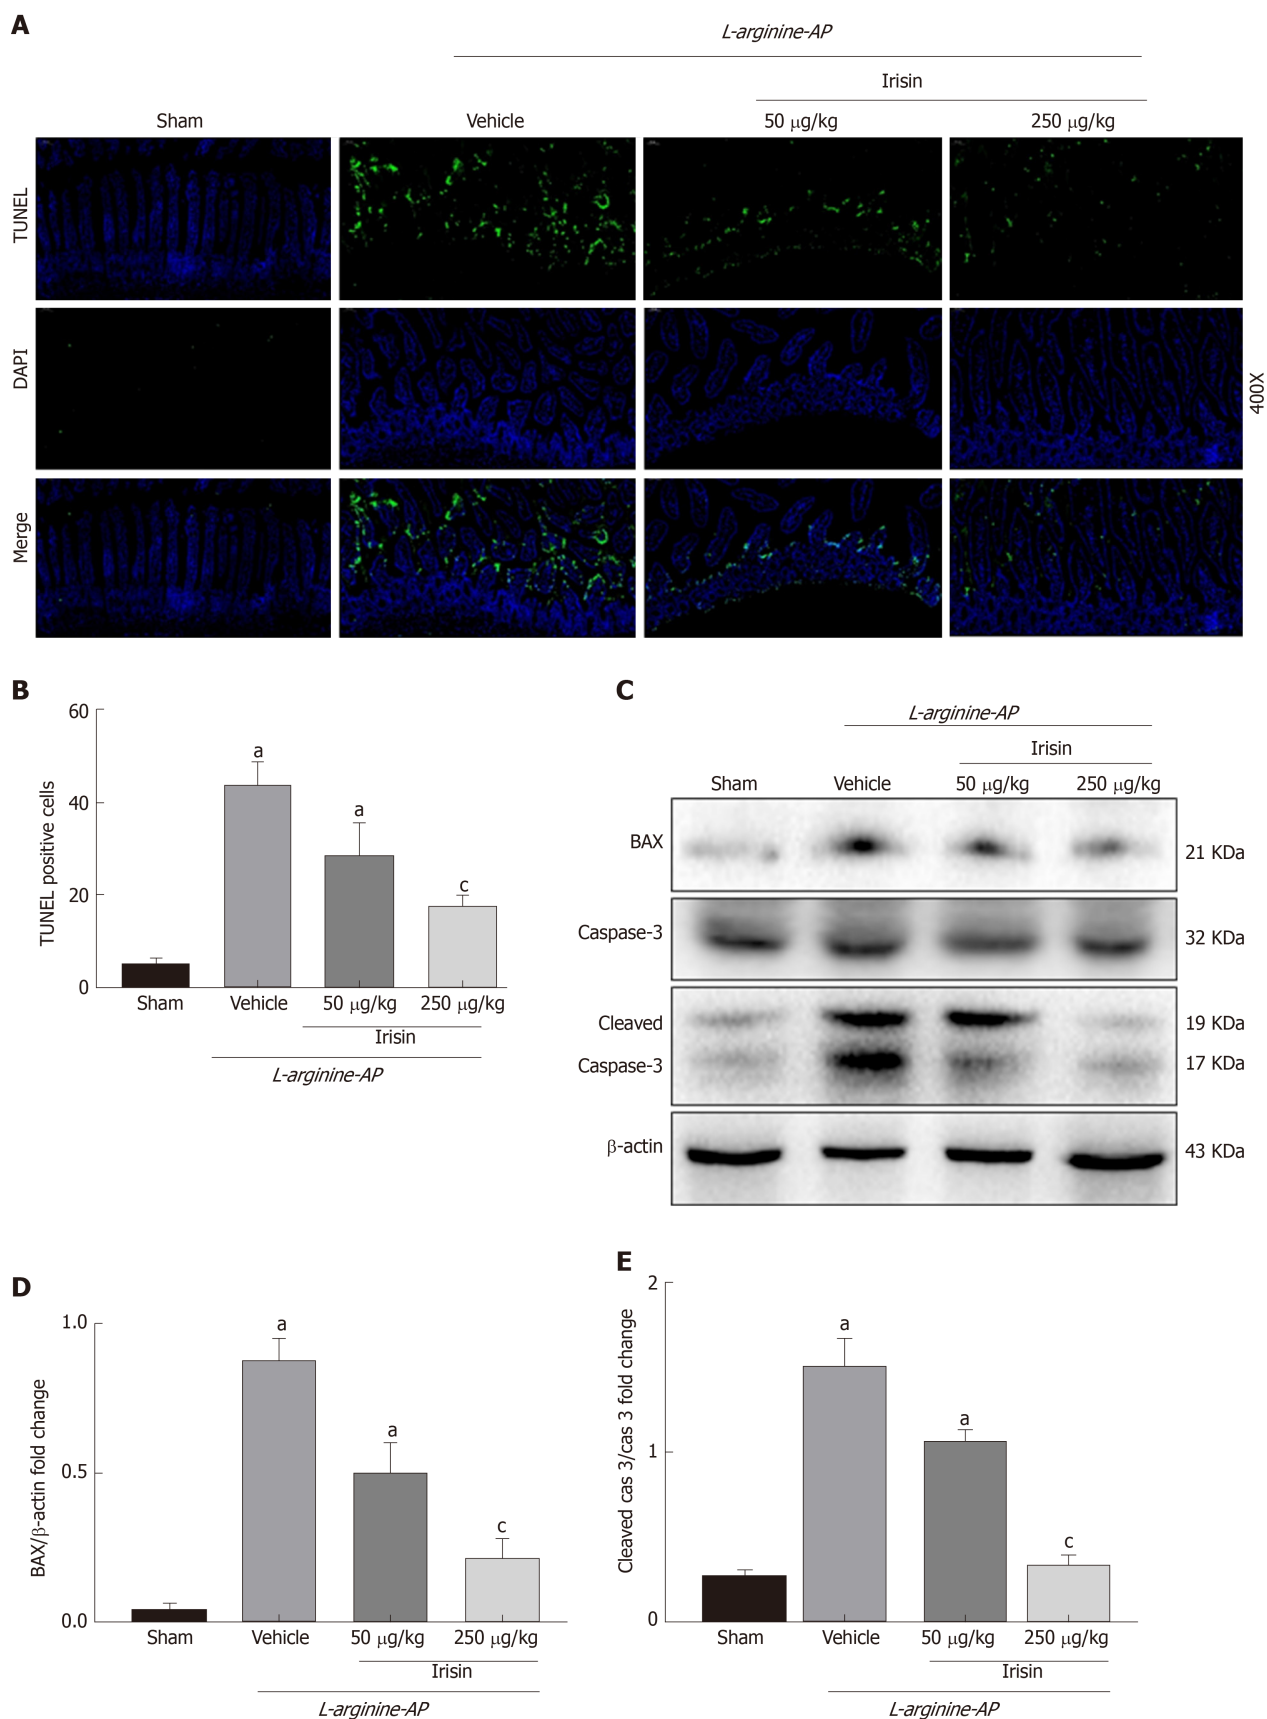 A
L-arginine-AP
Irisin
Sham
Vehicle
50 μg/kg
250 μg/kg
TUNEL
DAPI
Merge
400X
B
TUNEL positive cells
60
40
20
0
a
a
c
Sham
Vehicle
50 μg/kg
250 μg/kg
Irisin
L-arginine-AP
C
L-arginine-AP
Irisin
Sham
Vehicle
50 μg/kg
250 μg/kg
BAX
21 KDa
Caspase-3
32 KDa
Cleaved
19 KDa
Caspase-3
17 KDa
β-actin
43 KDa
D
BAX/β-actin fold change
1.0
0.5
0.0
a
a
c
Sham
Vehicle
50 μg/kg
250 μg/kg
Irisin
L-arginine-AP
E
Cleaved cas 3/cas 3 fold change
2
1
0
a
a
c
Sham
Vehicle
50 μg/kg
250 μg/kg
Irisin
L-arginine-AP